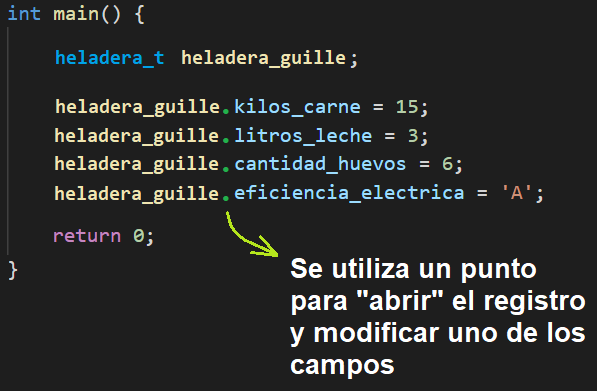 int main() {
heladera_t heladera_guille;
heladera_guille.kilos_carne = 15;
heladera_guille.litros_leche = 3;
heladera_guille.cantidad_huevos = 6;
heladera_guille.eficiencia_electrica = 'A';
return 0;
}
Se utiliza un punto
para "abrir" el registro
y modificar uno de los
campos